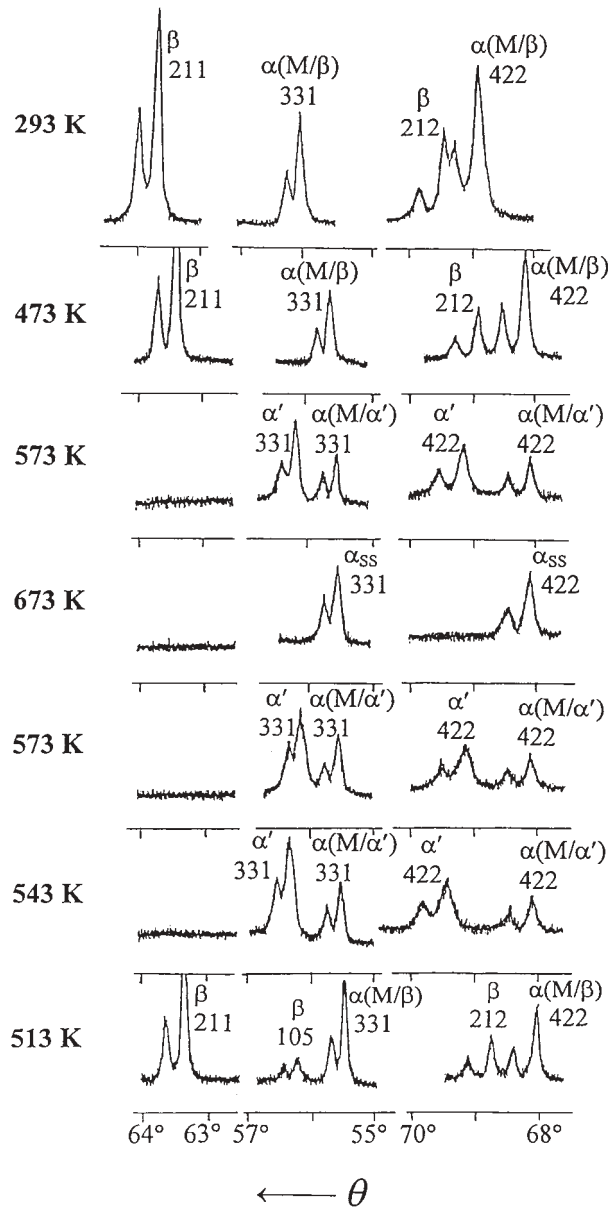 β
211
α(M/β)
331
α(M/β)
422
β
212
293 K
β
211
α(M/β)
331
β
212
α(M/β)
422
473 K
α′
331
α(M/α′)
331
α′
422
α(M/α′)
422
573 K
αSS
331
αSS
422
673 K
α′
331
α(M/α′)
331
α′
422
α(M/α′)
422
573 K
α′
331
α(M/α′)
331
α′
422
α(M/α′)
422
543 K
β
211
β
105
α(M/β)
331
β
212
α(M/β)
422
513 K
64° 63° 57° 55° 70° 68°
← θ